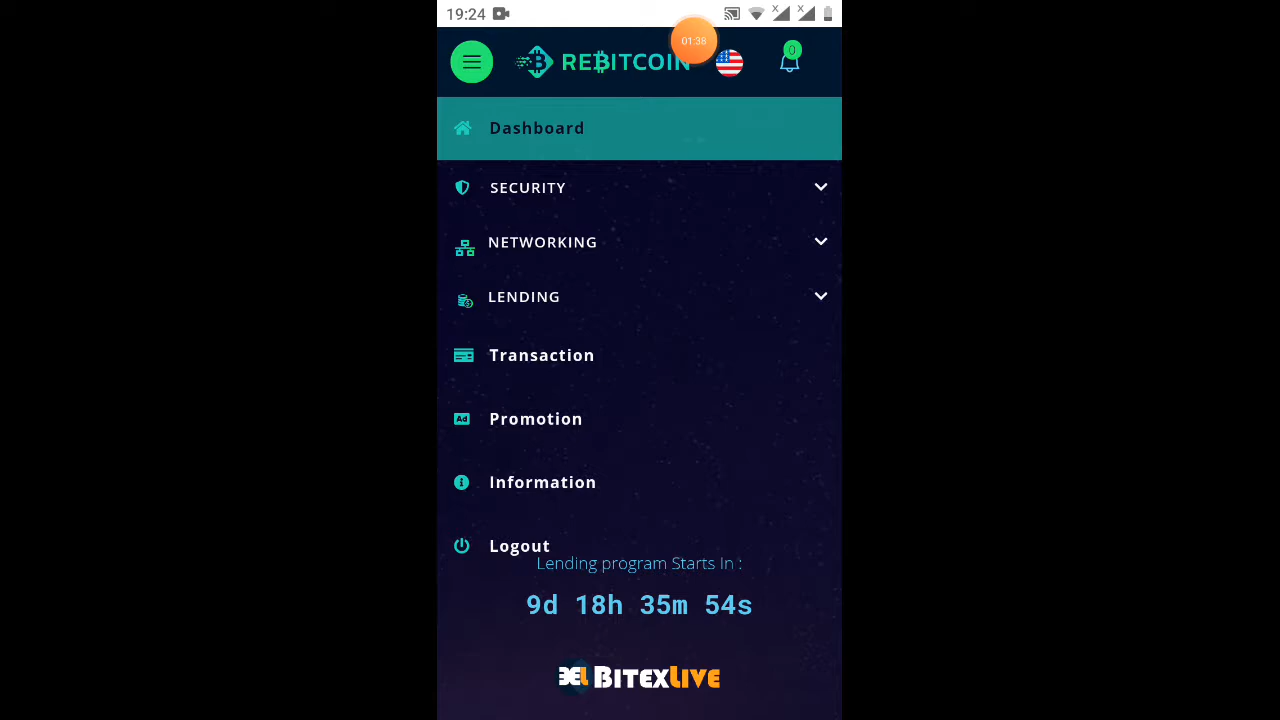 19:24
01:38
REBITCOIN
0
Dashboard
SECURITY
NETWORKING
LENDING
Transaction
Ad Promotion
Information
Logout
Lending program Starts In :
9d 18h 35m 54s
BITEXLIVE